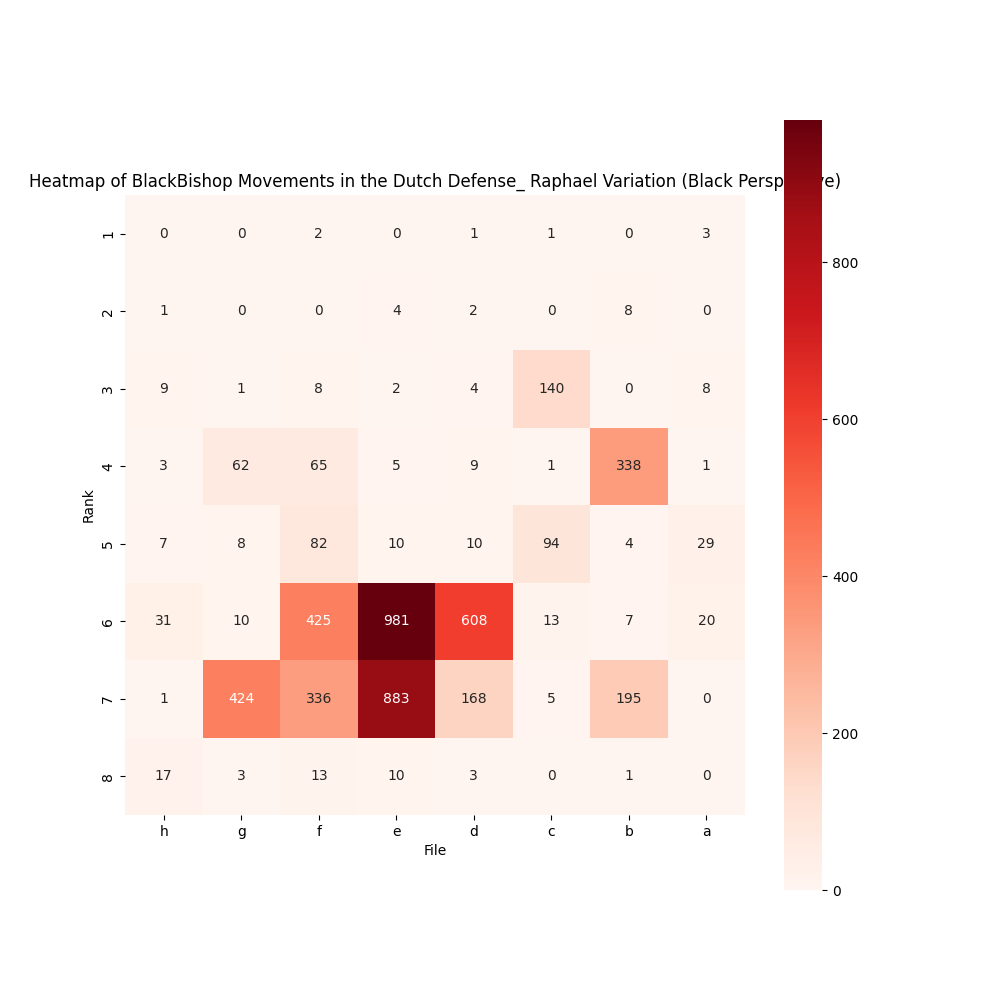 Heatmap of BlackBishop Movements in the Dutch Defense_ Raphael Variation (Black Persp ve)
1 0 0 2 0 1 1 0 3
2 1 0 0 4 2 0 8 0
3 9 1 8 2 4 140 0 8
4 3 62 65 5 9 1 338 1
5 7 8 82 10 10 94 4 29
6 31 10 425 981 608 13 7 20
7 1 424 336 883 168 5 195 0
8 17 3 13 10 3 0 1 0
h g f e d c b a
File
Rank
800
600
400
200
0